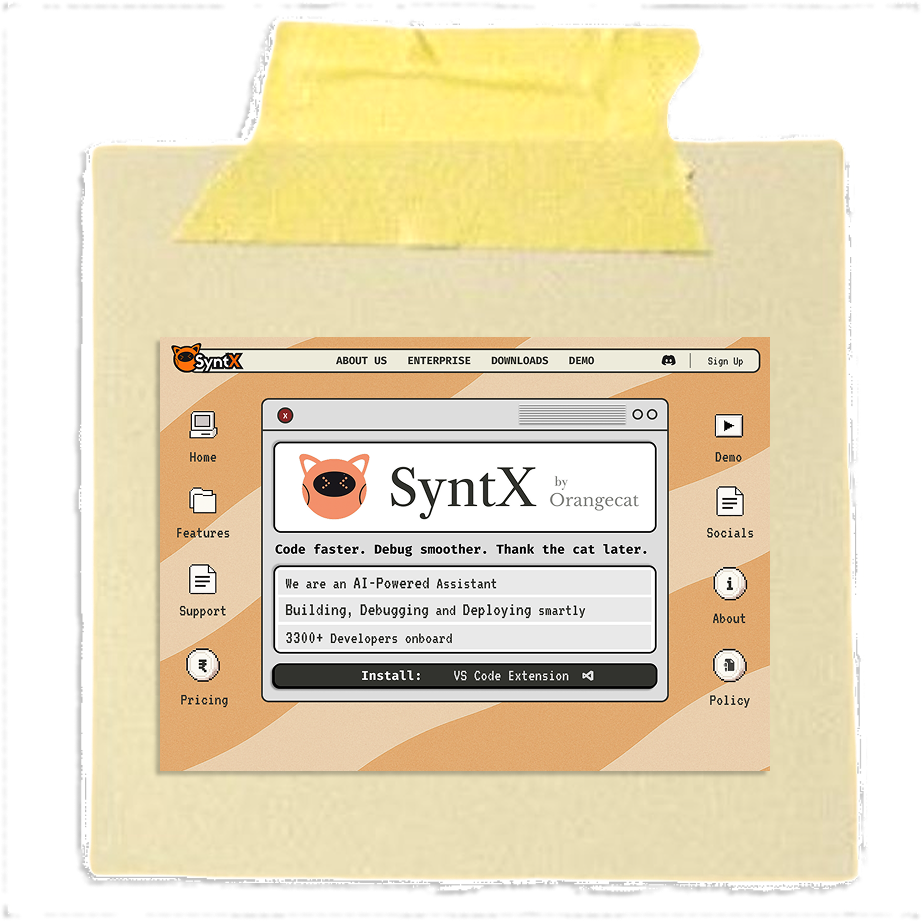 SyntX
ABOUT US ENTERPRISE DOWNLOADS DEMO
Sign Up
x
SyntX by Orangecat
Code faster. Debug smoother. Thank the cat later.
We are an AI-Powered Assistant
Building, Debugging and Deploying smartly
3300+ Developers onboard
Install: VS Code Extension
Home
Features
Support
₹
Pricing
Demo
Socials
i
About
Policy